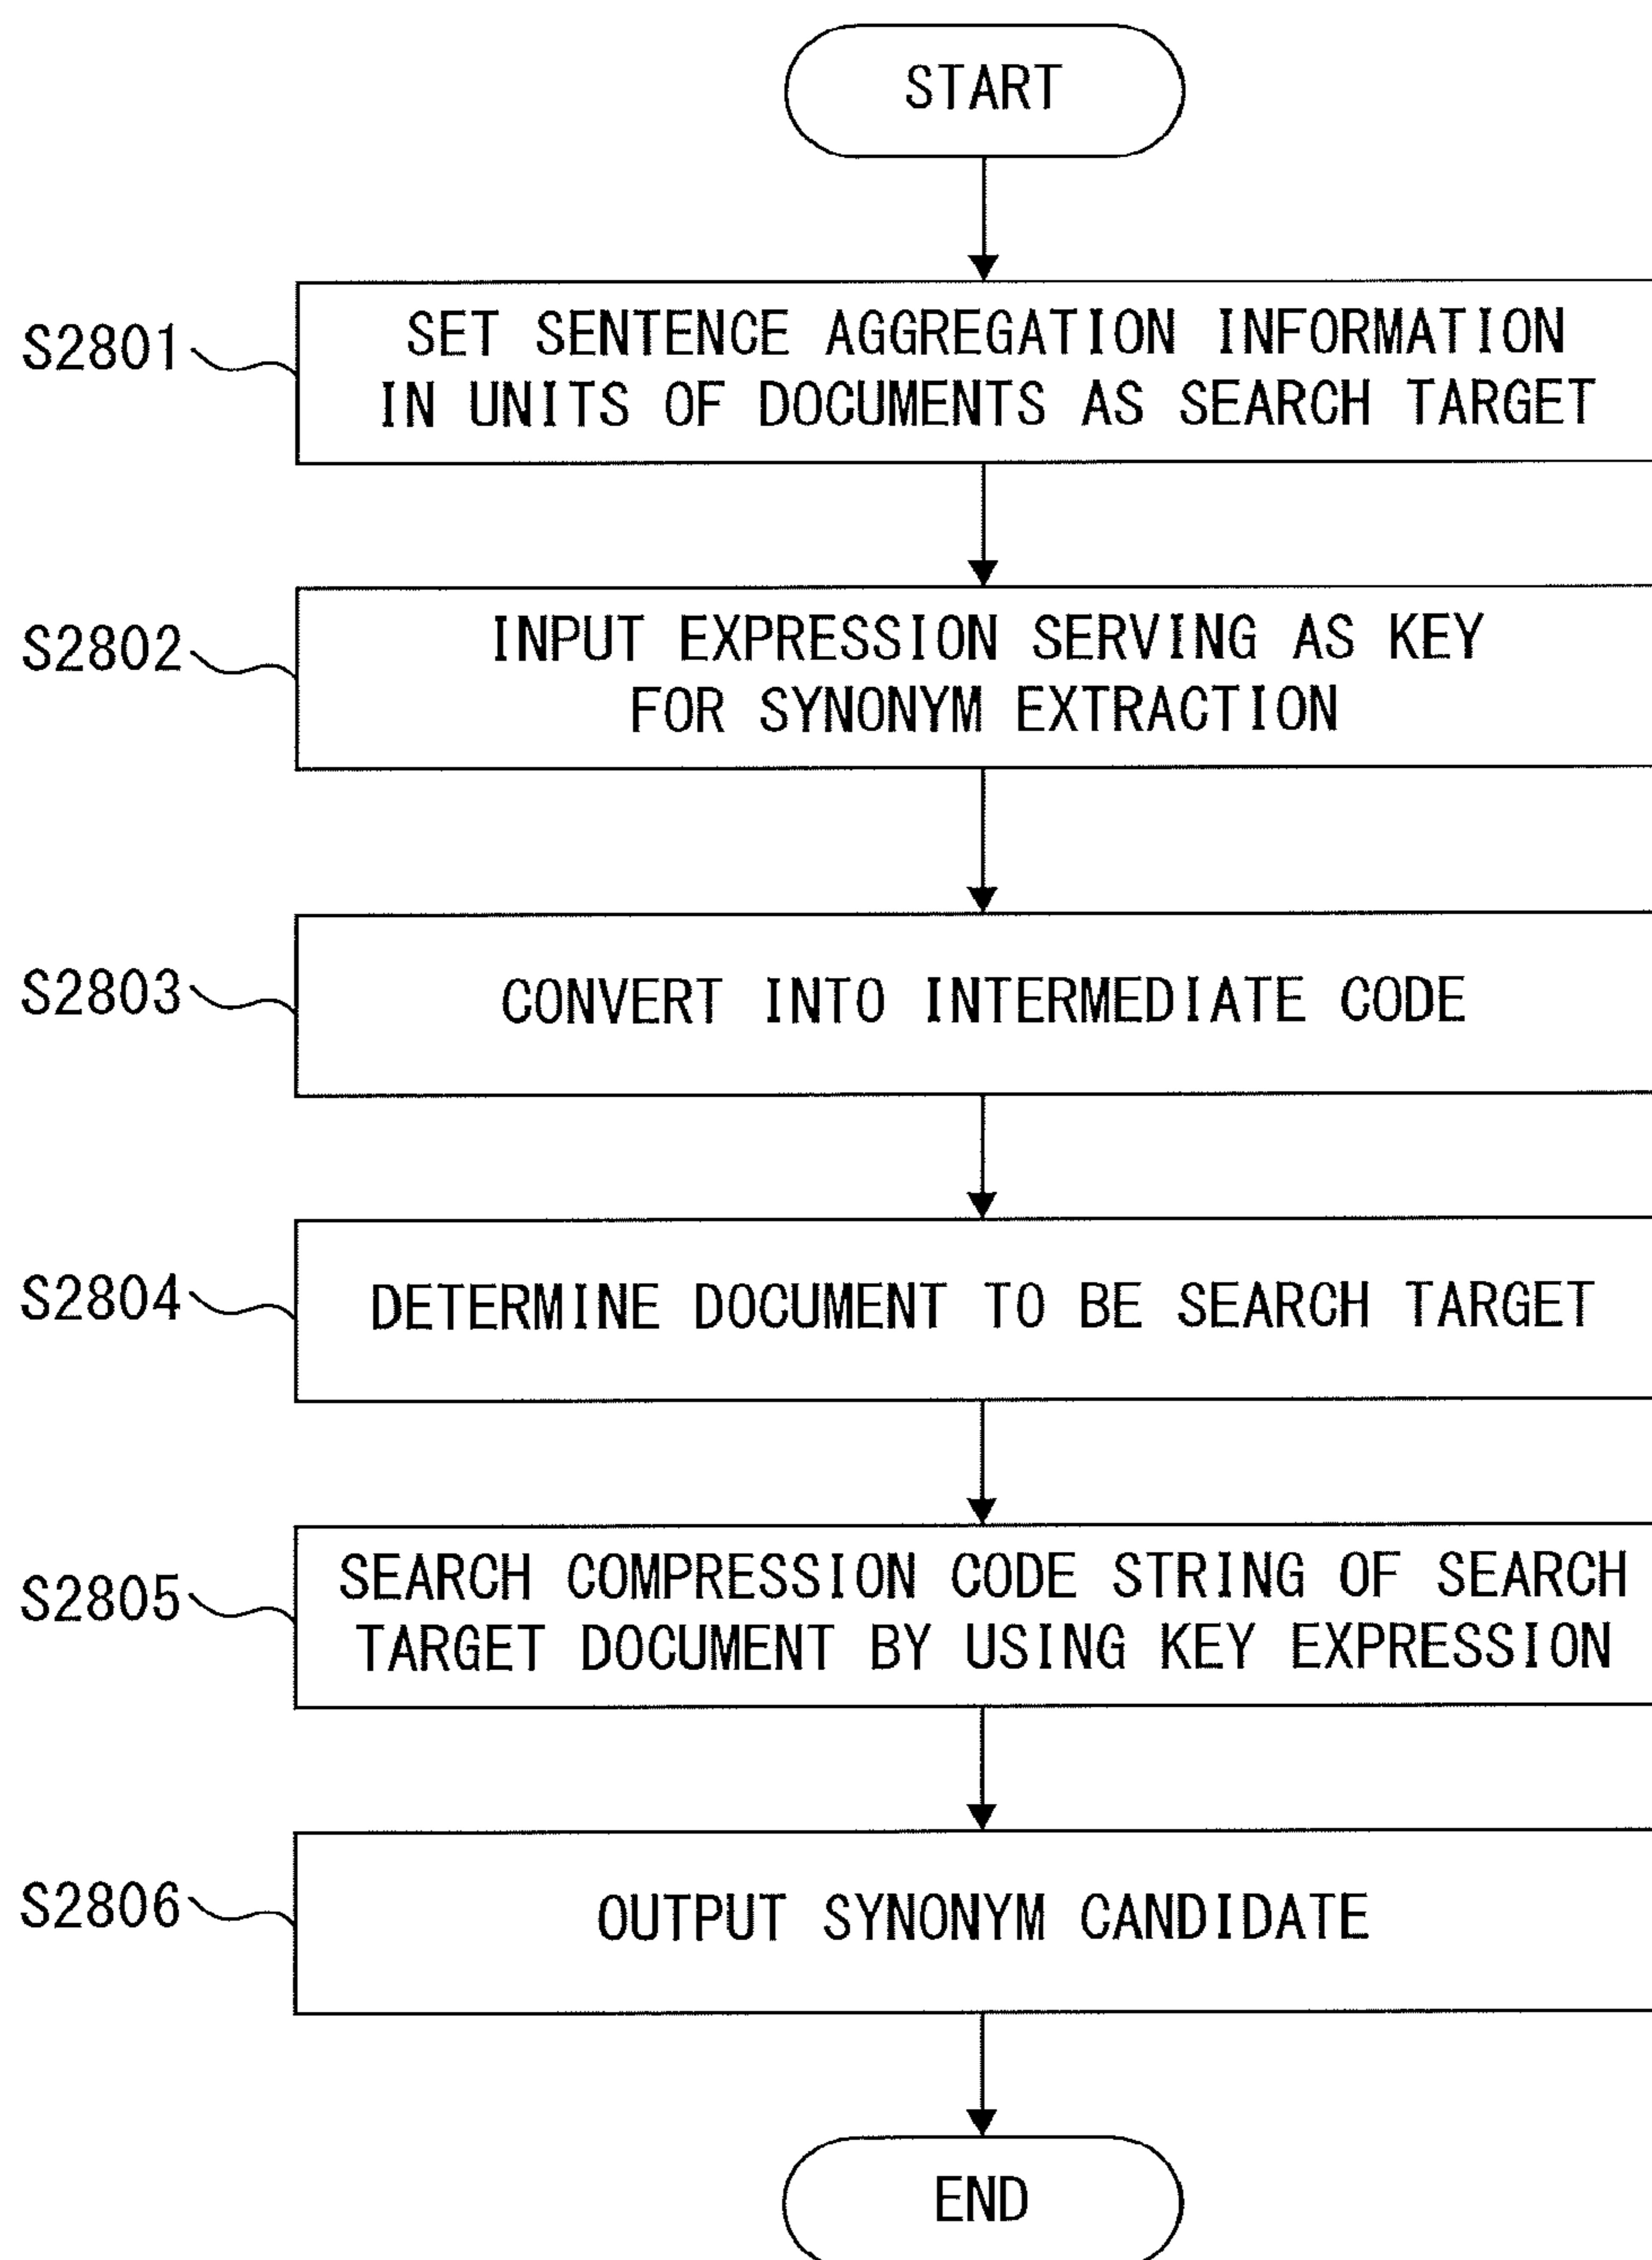 START
S2801
SET SENTENCE AGGREGATION INFORMATION
IN UNITS OF DOCUMENTS AS SEARCH TARGET
S2802
INPUT EXPRESSION SERVING AS KEY
FOR SYNONYM EXTRACTION
S2803
CONVERT INTO INTERMEDIATE CODE
S2804
DETERMINE DOCUMENT TO BE SEARCH TARGET
S2805
SEARCH COMPRESSION CODE STRING OF SEARCH
TARGET DOCUMENT BY USING KEY EXPRESSION
S2806
OUTPUT SYNONYM CANDIDATE
END